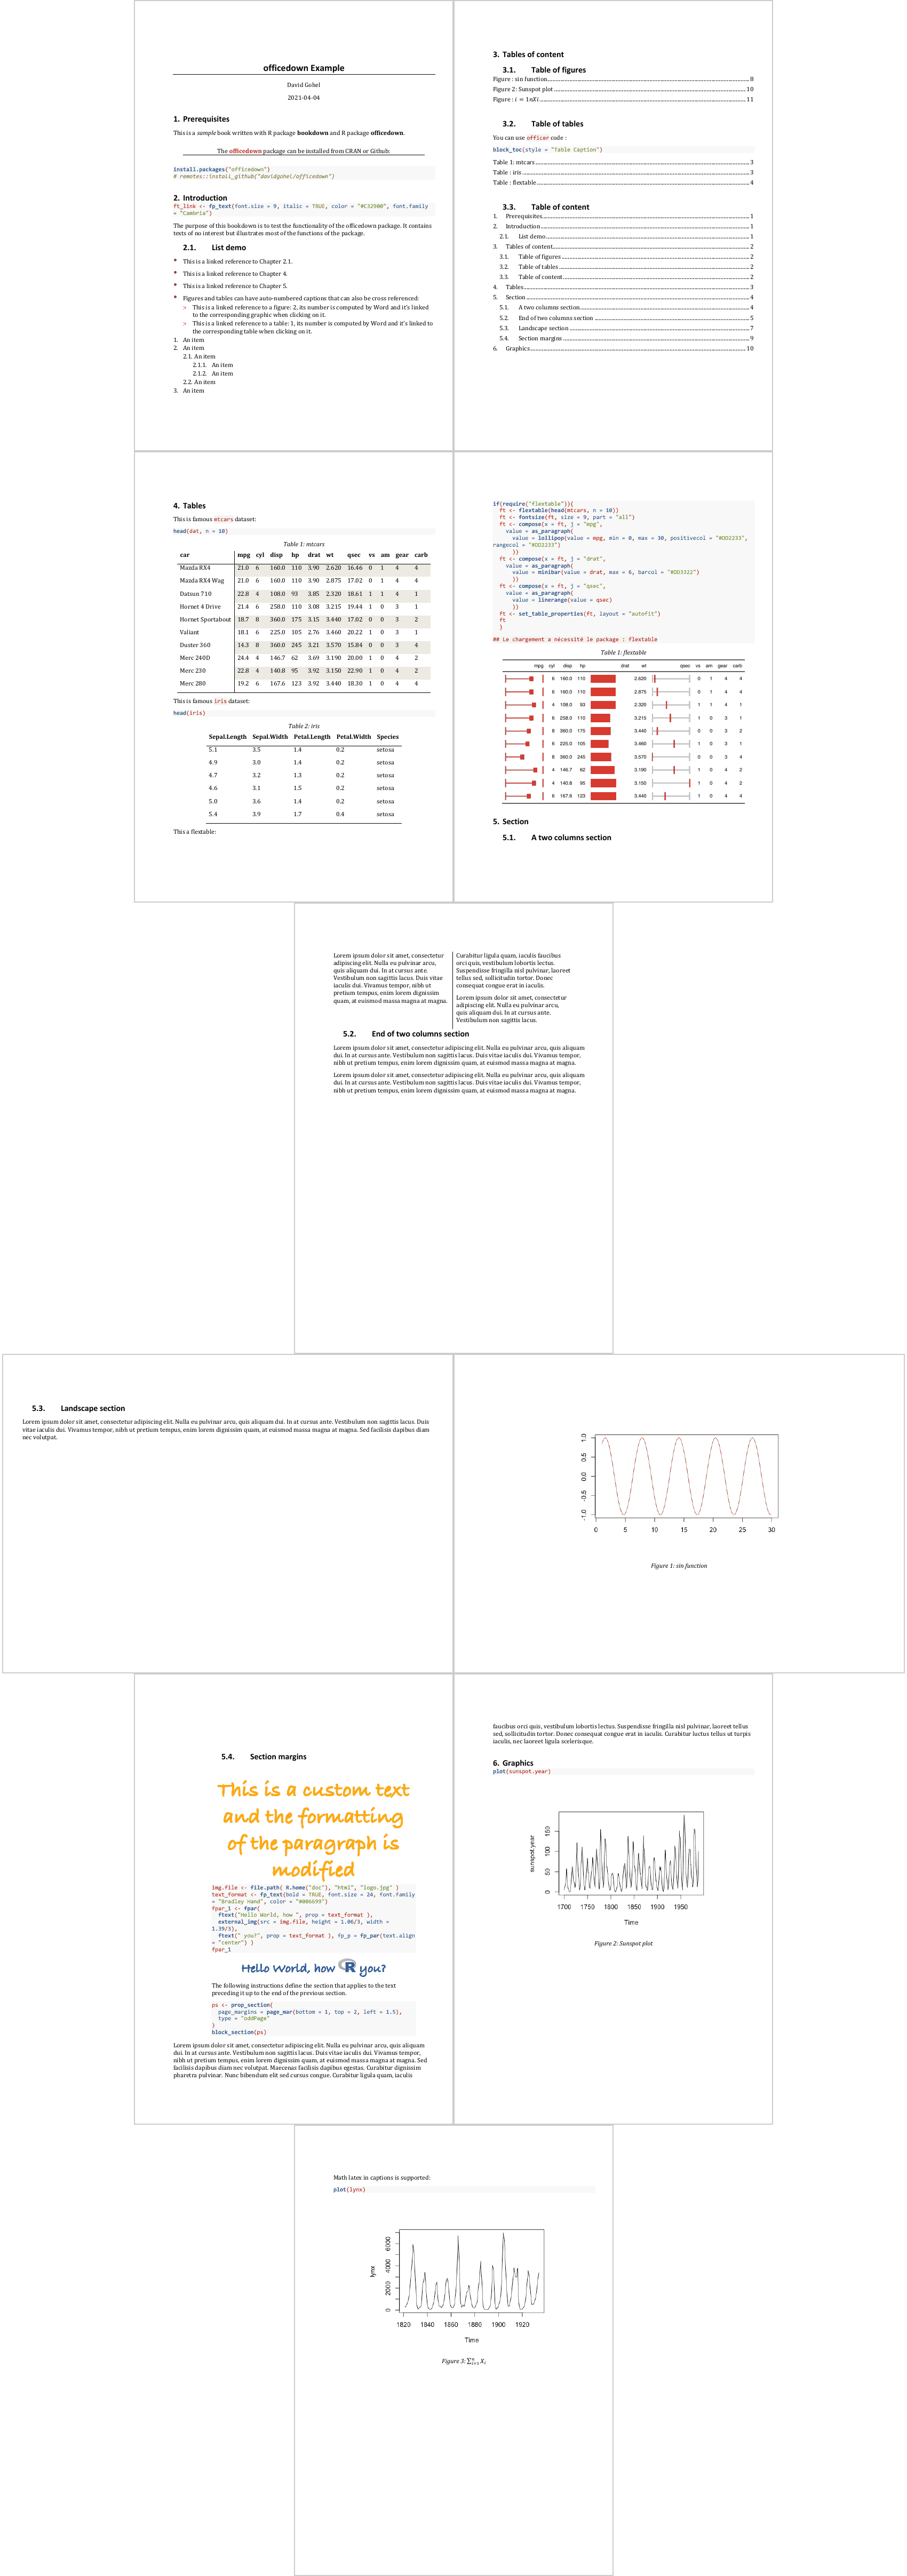 officedown Example
David Gohel
2021-04-04
1. Prerequisites
This is a sample book written with R package bookdown and R package officedown.
The officedown package can be installed from CRAN or Github:
install.packages("officedown")
# remotes::install_github("davidgohel/officedown")
2. Introduction
ft_link <- fp_text(font.size = 9, italic = TRUE, color = "#C32900", font.family
= "Cambria")
The purpose of this bookdown is to test the functionality of the officedown package. It contains
texts of no interest but illustrates most of the functions of the package.
2.1. List demo
• This is a linked reference to Chapter 2.1.
• This is a linked reference to Chapter 4.
• This is a linked reference to Chapter 5.
• Figures and tables can have auto-numbered captions that can also be cross referenced:
> This is a linked reference to a figure: 2, its number is computed by Word and it's linked
to the corresponding graphic when clicking on it.
> This is a linked reference to a table: 1, its number is computed by Word and it's linked to
the corresponding table when clicking on it.
1. An item
2. An item
2.1. An item
2.1.1. An item
2.1.2. An item
2.2. An item
3. An item
3. Tables of content
3.1. Table of figures
Figure : sin function 8
Figure 2: Sunspot plot 10
Figure : i = 1nXi 11
3.2. Table of tables
You can use officer code :
block_toc(style = "Table Caption")
Table 1: mtcars 3
Table : iris 3
Table : flextable 4
3.3. Table of content
1. Prerequisites 1
2. Introduction 1
2.1. List demo 1
3. Tables of content 2
3.1. Table of figures 2
3.2. Table of tables 2
3.3. Table of content 2
4. Tables 3
5. Section 4
5.1. A two columns section 4
5.2. End of two columns section 5
5.3. Landscape section 7
5.4. Section margins 9
6. Graphics 10
4. Tables
This is famous mtcars dataset:
head(dat, n = 10)
Table 1: mtcars
car mpg cyl disp hp drat wt qsec vs am gear carb
Mazda RX4 21.0 6 160.0 110 3.90 2.620 16.46 0 1 4 4
Mazda RX4 Wag 21.0 6 160.0 110 3.90 2.875 17.02 0 1 4 4
Datsun 710 22.8 4 108.0 93 3.85 2.320 18.61 1 1 4 1
Hornet 4 Drive 21.4 6 258.0 110 3.08 3.215 19.44 1 0 3 1
Hornet Sportabout 18.7 8 360.0 175 3.15 3.440 17.02 0 0 3 2
Valiant 18.1 6 225.0 105 2.76 3.460 20.22 1 0 3 1
Duster 360 14.3 8 360.0 245 3.21 3.570 15.84 0 0 3 4
Merc 240D 24.4 4 146.7 62 3.69 3.190 20.00 1 0 4 2
Merc 230 22.8 4 140.8 95 3.92 3.150 22.90 1 0 4 2
Merc 280 19.2 6 167.6 123 3.92 3.440 18.30 1 0 4 4
This is famous iris dataset:
head(iris)
Table 2: iris
Sepal.Length Sepal.Width Petal.Length Petal.Width Species
5.1 3.5 1.4 0.2 setosa
4.9 3.0 1.4 0.2 setosa
4.7 3.2 1.3 0.2 setosa
4.6 3.1 1.5 0.2 setosa
5.0 3.6 1.4 0.2 setosa
5.4 3.9 1.7 0.4 setosa
This a flextable:
if(require("flextable")){
ft <- flextable(head(mtcars, n = 10))
ft <- fontsize(ft, size = 9, part = "all")
ft <- compose(x = ft, j = "mpg",
value = as_paragraph(
value = lollipop(value = mpg, min = 0, max = 30, positivecol = "#DD2233",
rangecol = "#DD2233")
))
ft <- compose(x = ft, j = "drat",
value = as_paragraph(
value = minibar(value = drat, max = 6, barcol = "#DD3322")
))
ft <- compose(x = ft, j = "qsec",
value = as_paragraph(
value = linerange(value = qsec)
))
ft <- set_table_properties(ft, layout = "autofit")
ft
}
## Le chargement a nécessité le package : flextable
Table 1: flextable
mpg cyl disp hp drat wt qsec vs am gear carb
6 160.0 110 2.620 0 1 4 4
6 160.0 110 2.875 0 1 4 4
4 108.0 93 2.320 1 1 4 1
6 258.0 110 3.215 1 0 3 1
8 360.0 175 3.440 0 0 3 2
6 225.0 105 3.460 1 0 3 1
8 360.0 245 3.570 0 0 3 4
4 146.7 62 3.190 1 0 4 2
4 140.8 95 3.150 1 0 4 2
6 167.6 123 3.440 1 0 4 4
5. Section
5.1. A two columns section
Lorem ipsum dolor sit amet, consectetur
adipiscing elit. Nulla eu pulvinar arcu,
quis aliquam dui. In at cursus ante.
Vestibulum non sagittis lacus. Duis vitae
iaculis dui. Vivamus tempor, nibh ut
pretium tempus, enim lorem dignissim
quam, at euismod massa magna at magna.
Curabitur ligula quam, iaculis faucibus
orci quis, vestibulum lobortis lectus.
Suspendisse fringilla nisl pulvinar, laoreet
tellus sed, sollicitudin tortor. Donec
consequat congue erat in iaculis.
Lorem ipsum dolor sit amet, consectetur
adipiscing elit. Nulla eu pulvinar arcu,
quis aliquam dui. In at cursus ante.
Vestibulum non sagittis lacus.
5.2. End of two columns section
Lorem ipsum dolor sit amet, consectetur adipiscing elit. Nulla eu pulvinar arcu, quis aliquam
dui. In at cursus ante. Vestibulum non sagittis lacus. Duis vitae iaculis dui. Vivamus tempor,
nibh ut pretium tempus, enim lorem dignissim quam, at euismod massa magna at magna.
Lorem ipsum dolor sit amet, consectetur adipiscing elit. Nulla eu pulvinar arcu, quis aliquam
dui. In at cursus ante. Vestibulum non sagittis lacus. Duis vitae iaculis dui. Vivamus tempor,
nibh ut pretium tempus, enim lorem dignissim quam, at euismod massa magna at magna.
5.3. Landscape section
Lorem ipsum dolor sit amet, consectetur adipiscing elit. Nulla eu pulvinar arcu, quis aliquam dui. In at cursus ante. Vestibulum non sagittis lacus. Duis
vitae iaculis dui. Vivamus tempor, nibh ut pretium tempus, enim lorem dignissim quam, at euismod massa magna at magna. Sed facilisis dapibus diam
nec volutpat.
1.0
0.5
0.0
-0.5
-1.0
0 5 10 15 20 25 30
Figure 1: sin function
5.4. Section margins
This is a custom text
and the formatting
of the paragraph is
modified
img.file <- file.path( R.home("doc"), "html", "logo.jpg" )
text_format <- fp_text(bold = TRUE, font.size = 24, font.family
= "Bradley Hand", color = "#006699")
fpar_1 <- fpar(
ftext("Hello World, how ", prop = text_format ),
external_img(src = img.file, height = 1.06/3, width =
1.39/3),
ftext(" you?", prop = text_format ), fp_p = fp_par(text.align
= "center") )
fpar_1
Hello World, how R you?
The following instructions define the section that applies to the text
preceding it up to the end of the previous section.
ps <- prop_section(
page_margins = page_mar(bottom = 1, top = 2, left = 1.5),
type = "oddPage"
)
block_section(ps)
Lorem ipsum dolor sit amet, consectetur adipiscing elit. Nulla eu pulvinar arcu, quis aliquam
dui. In at cursus ante. Vestibulum non sagittis lacus. Duis vitae iaculis dui. Vivamus tempor,
nibh ut pretium tempus, enim lorem dignissim quam, at euismod massa magna at magna. Sed
facilisis dapibus diam nec volutpat. Maecenas facilisis dapibus egestas. Curabitur dignissim
pharetra pulvinar. Nunc bibendum elit sed cursus congue. Curabitur ligula quam, iaculis
faucibus orci quis, vestibulum lobortis lectus. Suspendisse fringilla nisl pulvinar, laoreet tellus
sed, sollicitudin tortor. Donec consequat congue erat in iaculis. Curabitur luctus tellus ut turpis
iaculis, nec laoreet ligula scelerisque.
6. Graphics
plot(sunspot.year)
sunspot.year
150
100
50
0
1700 1750 1800 1850 1900 1950
Time
Figure 2: Sunspot plot
Math latex in captions is supported:
plot(lynx)
lynx
6000
4000
2000
0
1820 1840 1860 1880 1900 1920
Time
Figure 3: ∑ⁿᵢ₌₁ Xᵢ